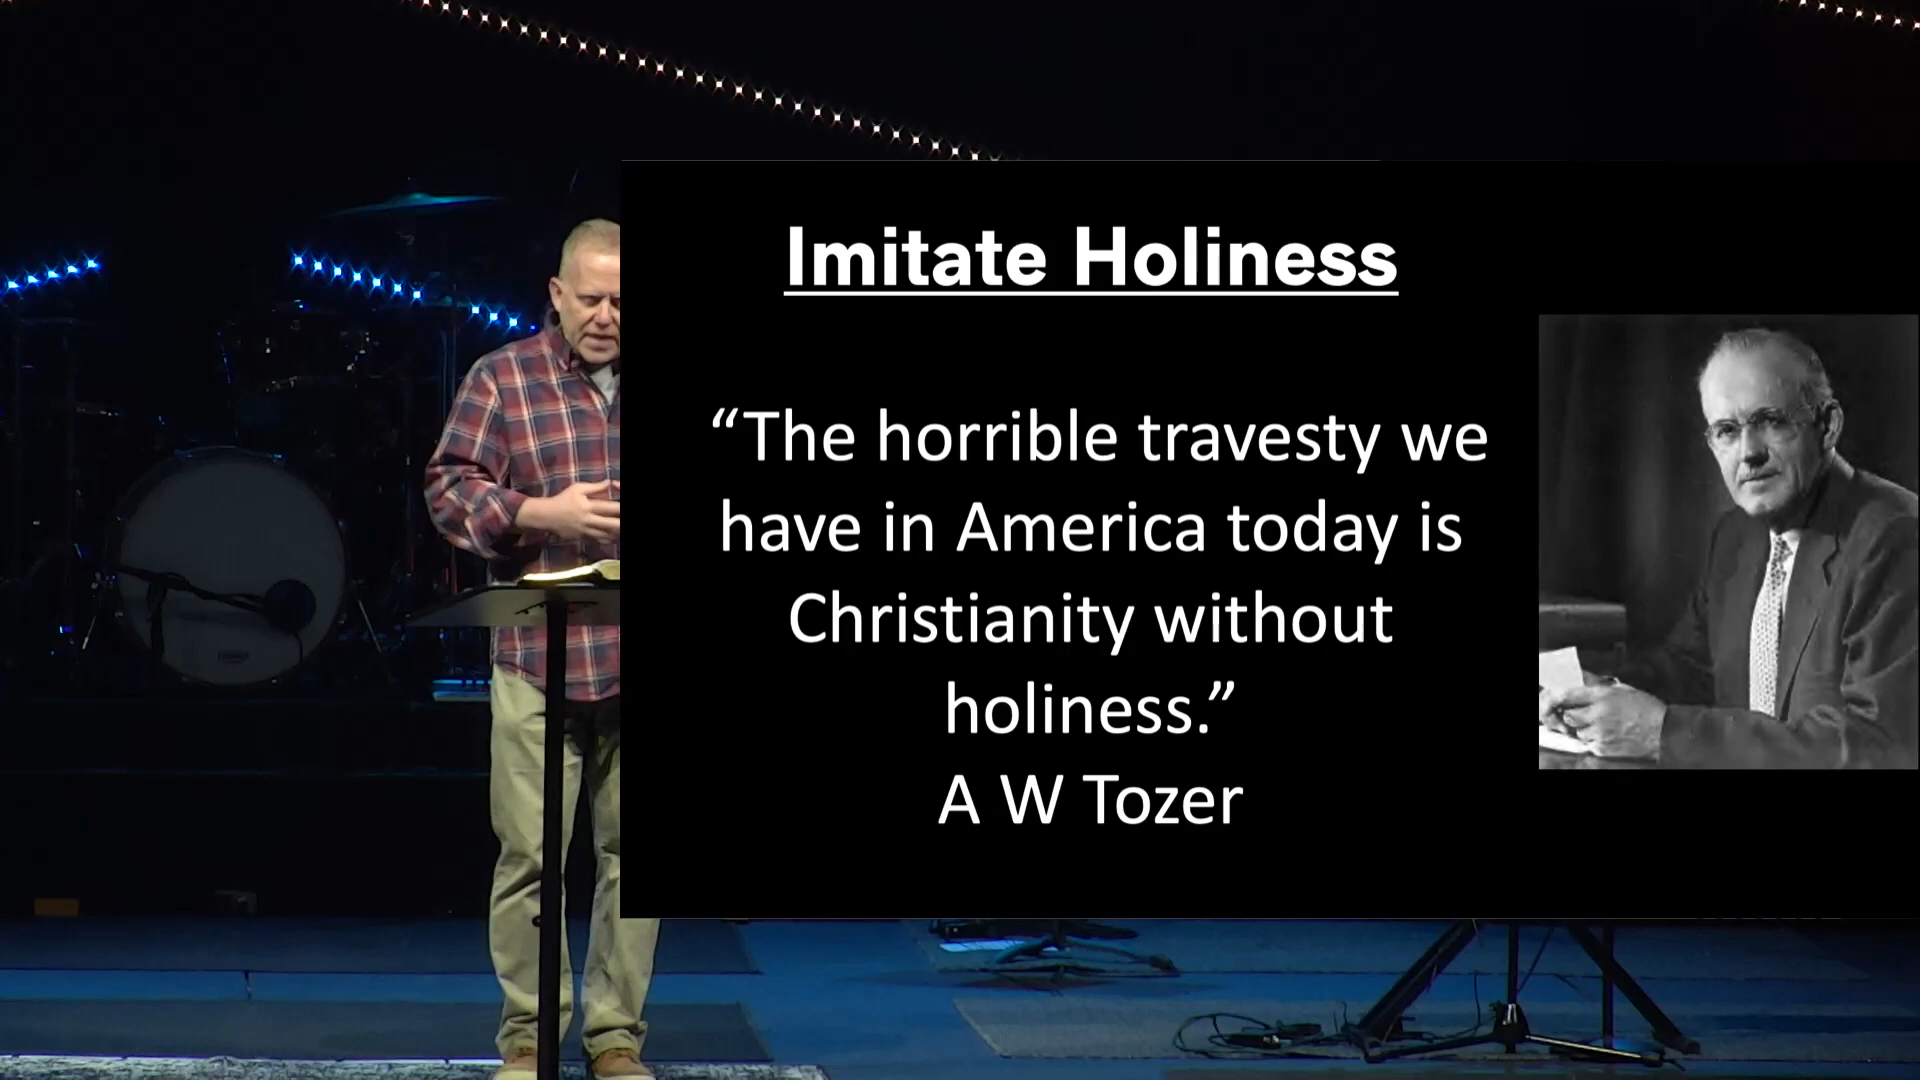 Imitate Holiness
“The horrible travesty we
have in America today is
Christianity without
holiness.”
A W Tozer